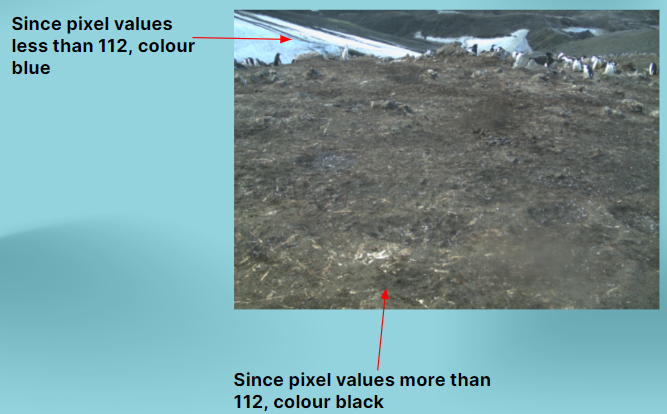 Since pixel values
less than 112, colour
blue
Since pixel values more than
112, colour black